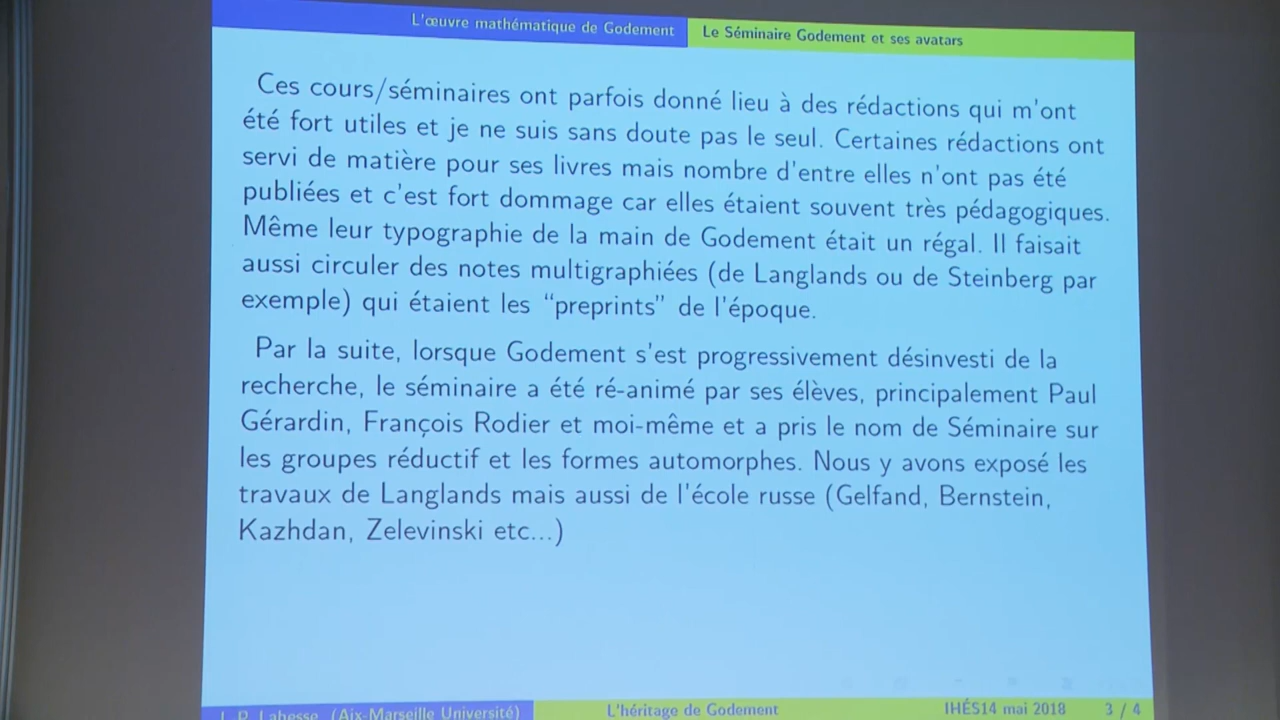 L'œuvre mathématique de Godement
Le Séminaire Godement et ses avatars
Ces cours/séminaires ont parfois donné lieu à des rédactions qui m'ont
été fort utiles et je ne suis sans doute pas le seul. Certaines rédactions ont
servi de matière pour ses livres mais nombre d'entre elles n'ont pas été
publiées et c'est fort dommage car elles étaient souvent très pédagogiques.
Même leur typographie de la main de Godement était un régal. Il faisait
aussi circuler des notes multigraphiées (de Langlands ou de Steinberg par
exemple) qui étaient les “preprints” de l'époque.
Par la suite, lorsque Godement s'est progressivement désinvesti de la
recherche, le séminaire a été ré-animé par ses élèves, principalement Paul
Gérardin, François Rodier et moi-même et a pris le nom de Séminaire sur
les groupes réductif et les formes automorphes. Nous y avons exposé les
travaux de Langlands mais aussi de l'école russe (Gelfand, Bernstein,
Kazhdan, Zelevinski etc...)
J. P. Labesse (Aix-Marseille Université)
L'héritage de Godement
IHÉS14 mai 2018
3 / 4